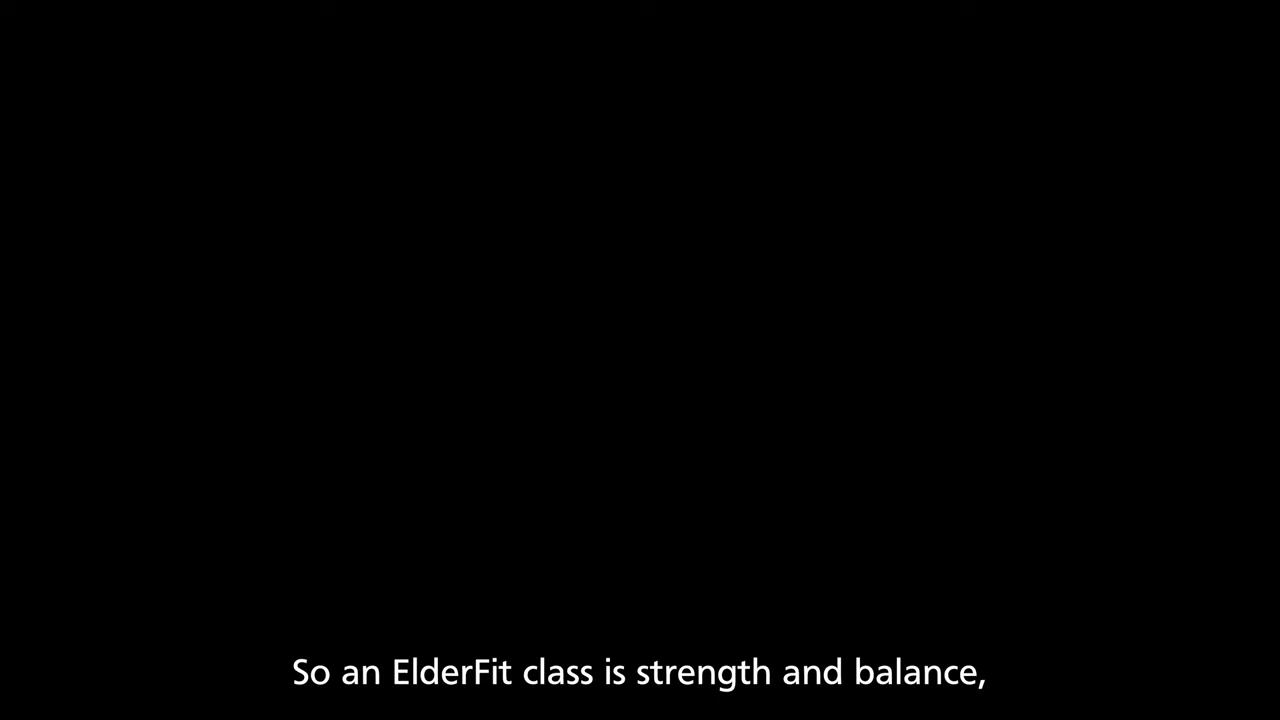 So an ElderFit class is strength and balance,